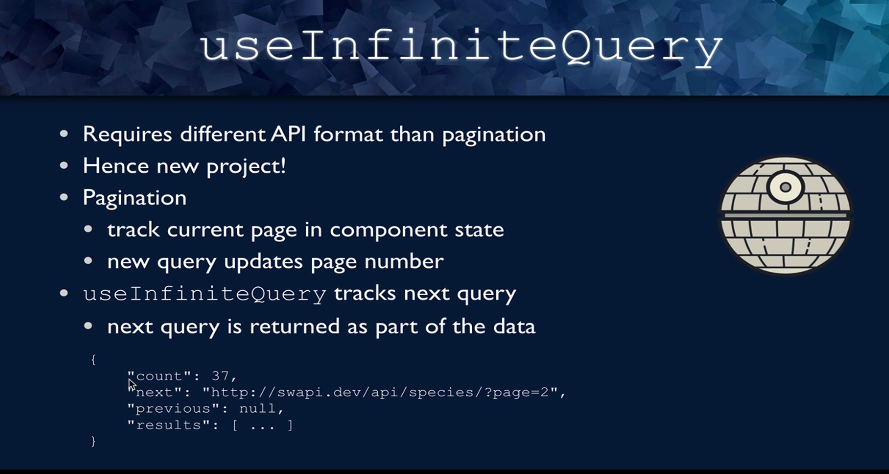 useInfiniteQuery
• Requires different API format than pagination
• Hence new project!
• Pagination
• track current page in component state
• new query updates page number
• useInfiniteQuery tracks next query
• next query is returned as part of the data
{
"count": 37,
"next": "http://swapi.dev/api/species/?page=2",
"previous": null,
"results": [ ... ]
}